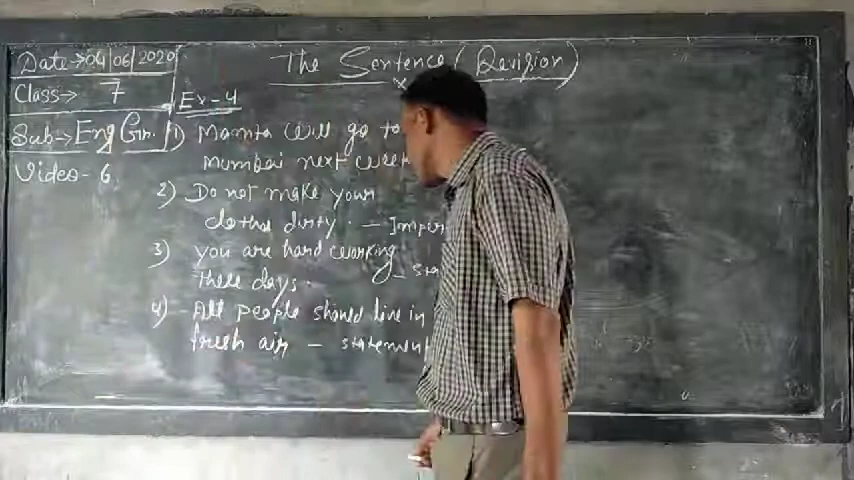 Date→04/06/2020
The Sentence (Revision)
Class→ 7
Ex-4
Sub→Eng Gr.
1) Mamta will go to
Mumbai next week
Video-6
2) Do not make your
clothes dirty. — Imper
3) you are hard working
these days. — sta
4) All people should live in
fresh air — statement